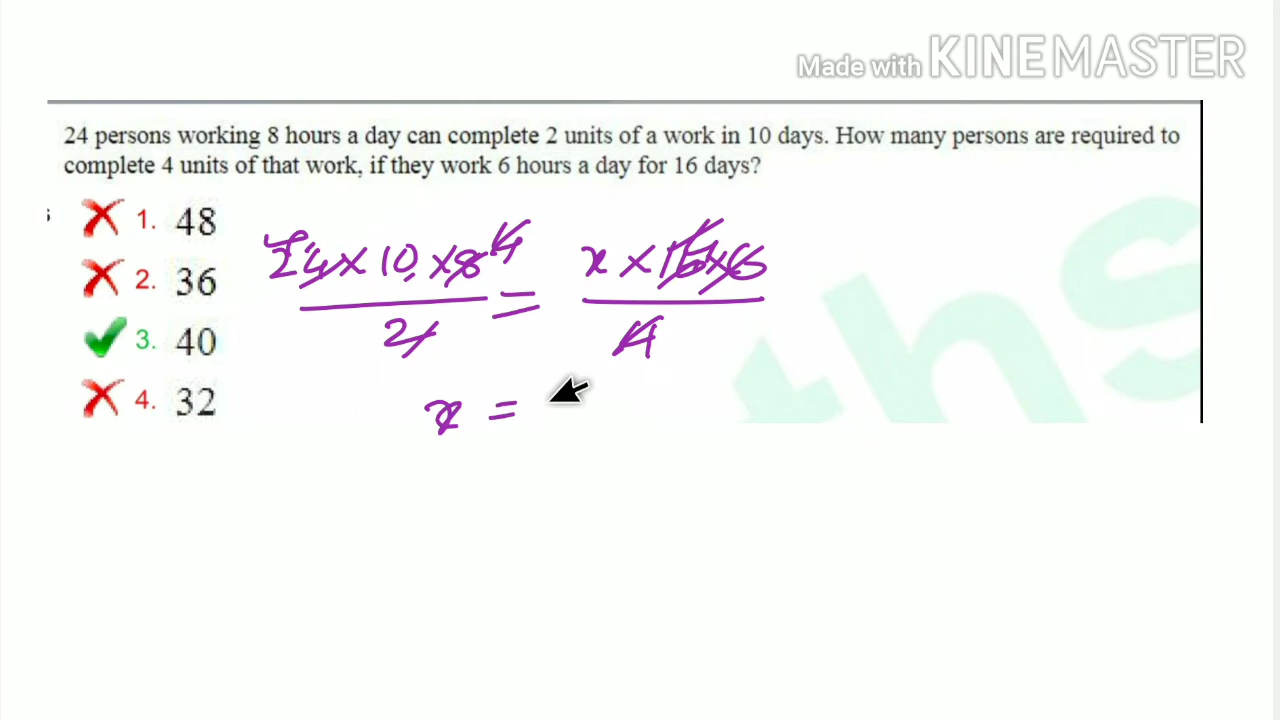 Made with KINEMASTER
24 persons working 8 hours a day can complete 2 units of a work in 10 days. How many persons are required to
complete 4 units of that work, if they work 6 hours a day for 16 days?
1. 48
2. 36
3. 40
4. 32
24 × 10 × 8 4 = x × 16 × 6
2 4
x =
ths